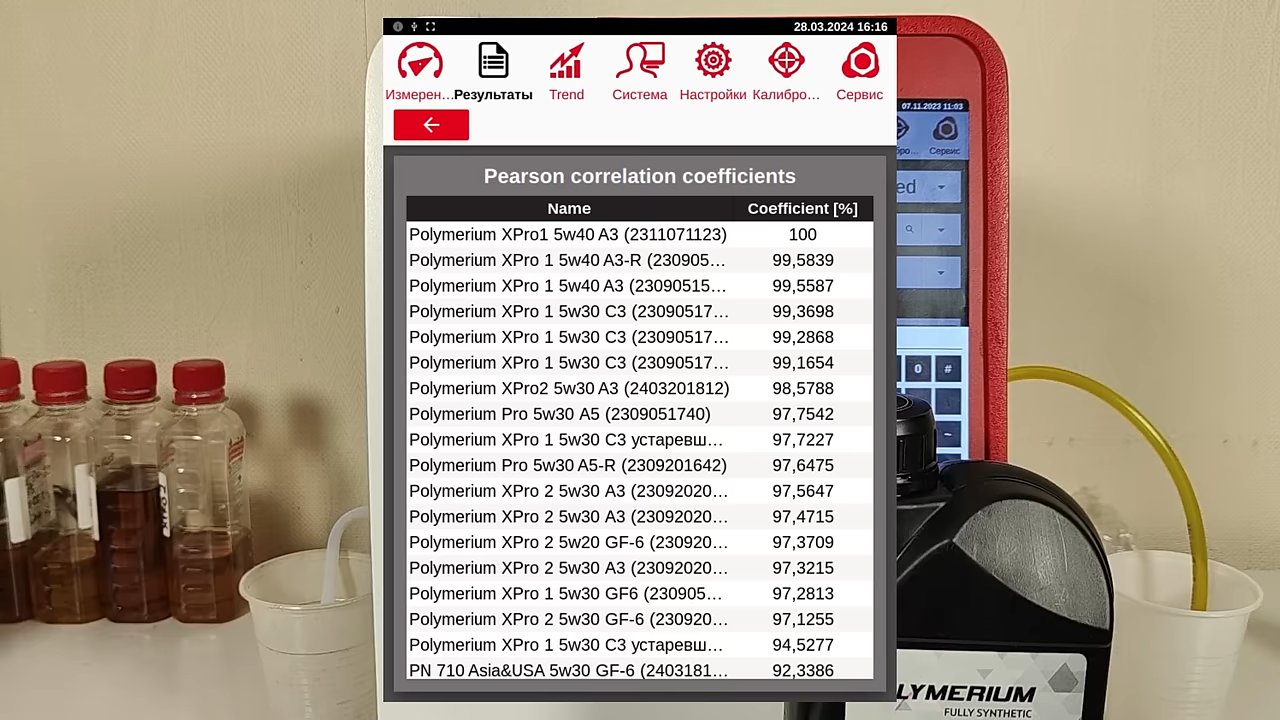 28.03.2024 16:16
Измерен… Результаты Trend Система Настройки Калибро… Сервис
Pearson correlation coefficients
Name Coefficient [%]
Polymerium XPro1 5w40 A3 (2311071123) 100
Polymerium XPro 1 5w40 A3-R (230905… 99,5839
Polymerium XPro 1 5w40 A3 (23090515… 99,5587
Polymerium XPro 1 5w30 C3 (23090517… 99,3698
Polymerium XPro 1 5w30 C3 (23090517… 99,2868
Polymerium XPro 1 5w30 C3 (23090517… 99,1654
Polymerium XPro2 5w30 A3 (2403201812) 98,5788
Polymerium Pro 5w30 A5 (2309051740) 97,7542
Polymerium XPro 1 5w30 C3 устаревш… 97,7227
Polymerium Pro 5w30 A5-R (2309201642) 97,6475
Polymerium XPro 2 5w30 A3 (23092020… 97,5647
Polymerium XPro 2 5w30 A3 (23092020… 97,4715
Polymerium XPro 2 5w20 GF-6 (230920… 97,3709
Polymerium XPro 2 5w30 A3 (23092020… 97,3215
Polymerium XPro 1 5w30 GF6 (230905… 97,2813
Polymerium XPro 2 5w30 GF-6 (230920… 97,1255
Polymerium XPro 1 5w30 C3 устаревш… 94,5277
PN 710 Asia&USA 5w30 GF-6 (2403181… 92,3386
07.11.2023 11:03
бро… Сервис
ed
0 #
LYMERIUM
FULLY SYNTHETIC